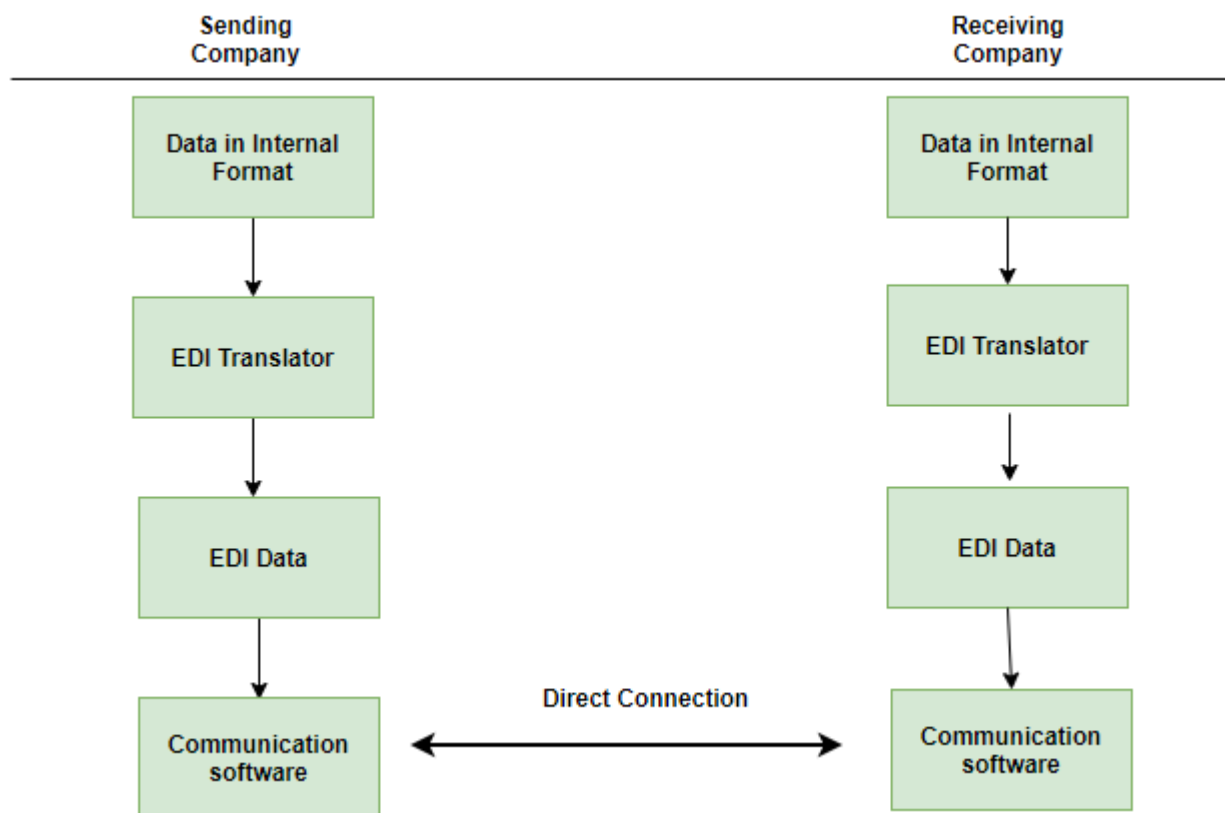 Sending
Company
Receiving
Company
Data in Internal
Format
Data in Internal
Format
EDI Translator
EDI Translator
EDI Data
EDI Data
Direct Connection
Communication
software
Communication
software